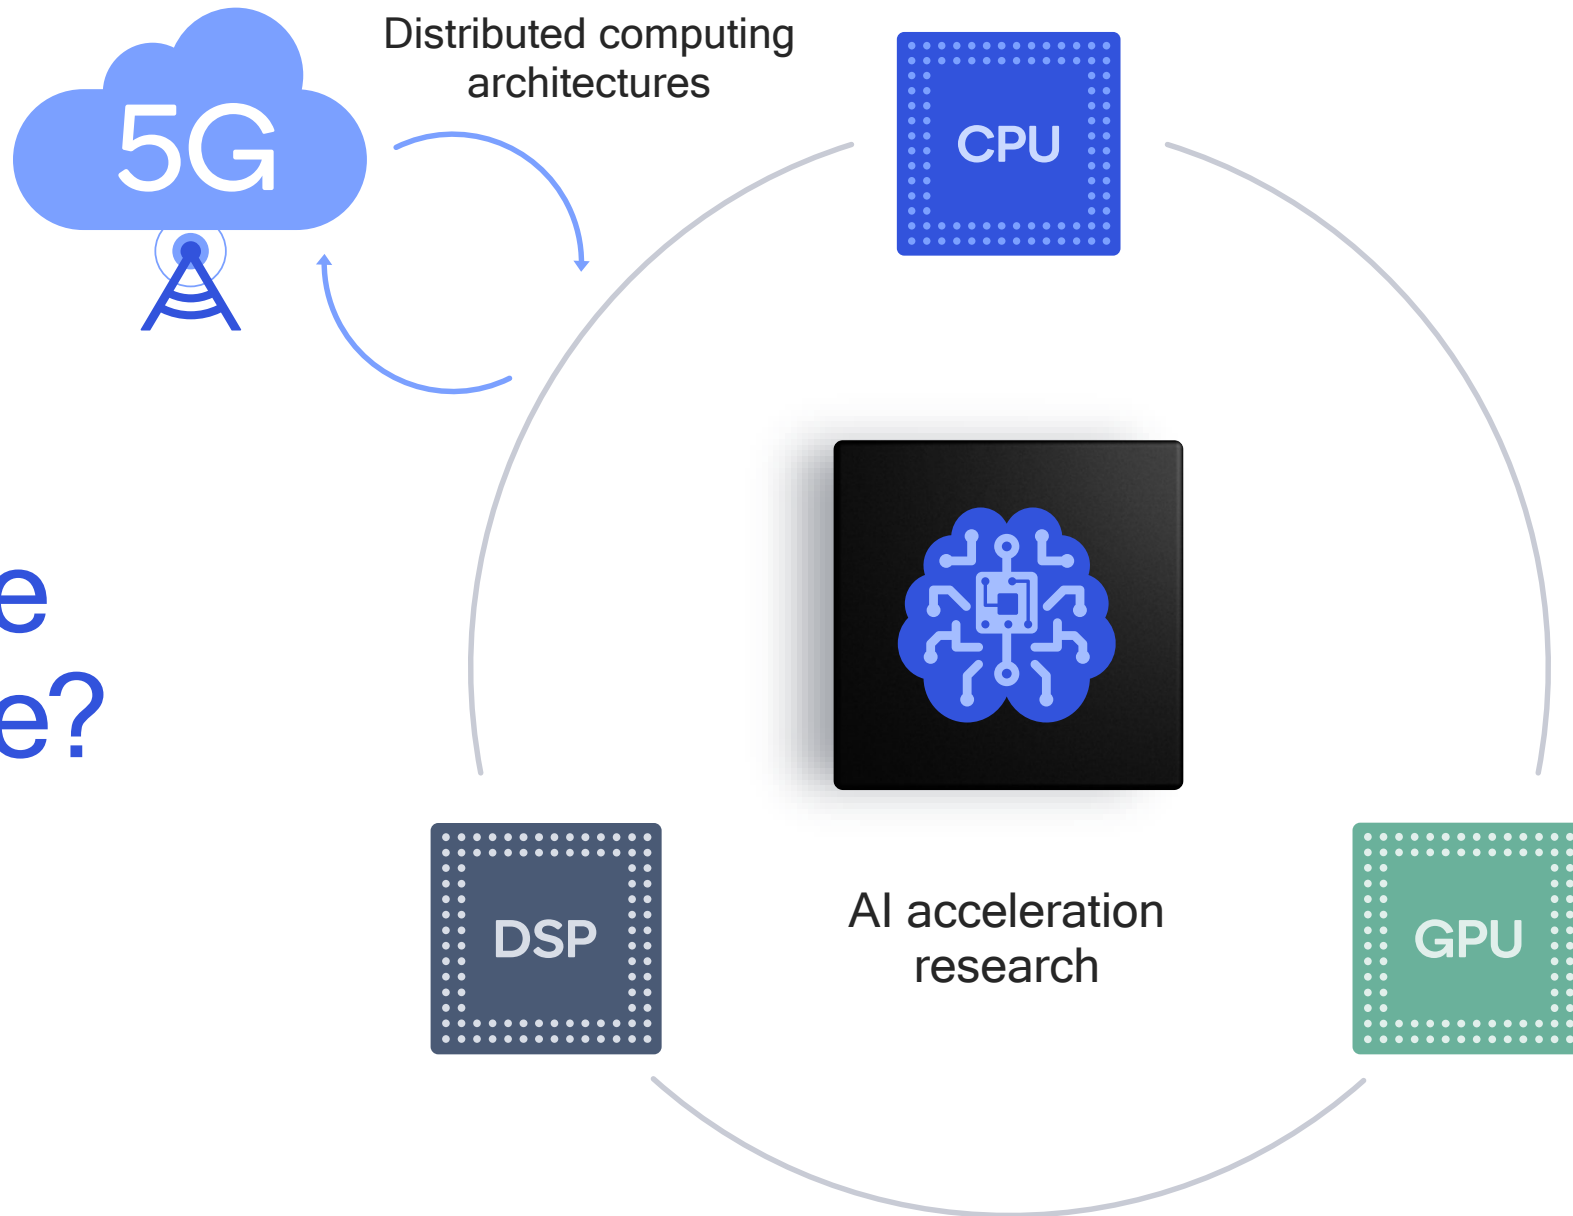 Distributed computing
architectures
5G
CPU
e
e?
DSP
AI acceleration
research
GPU